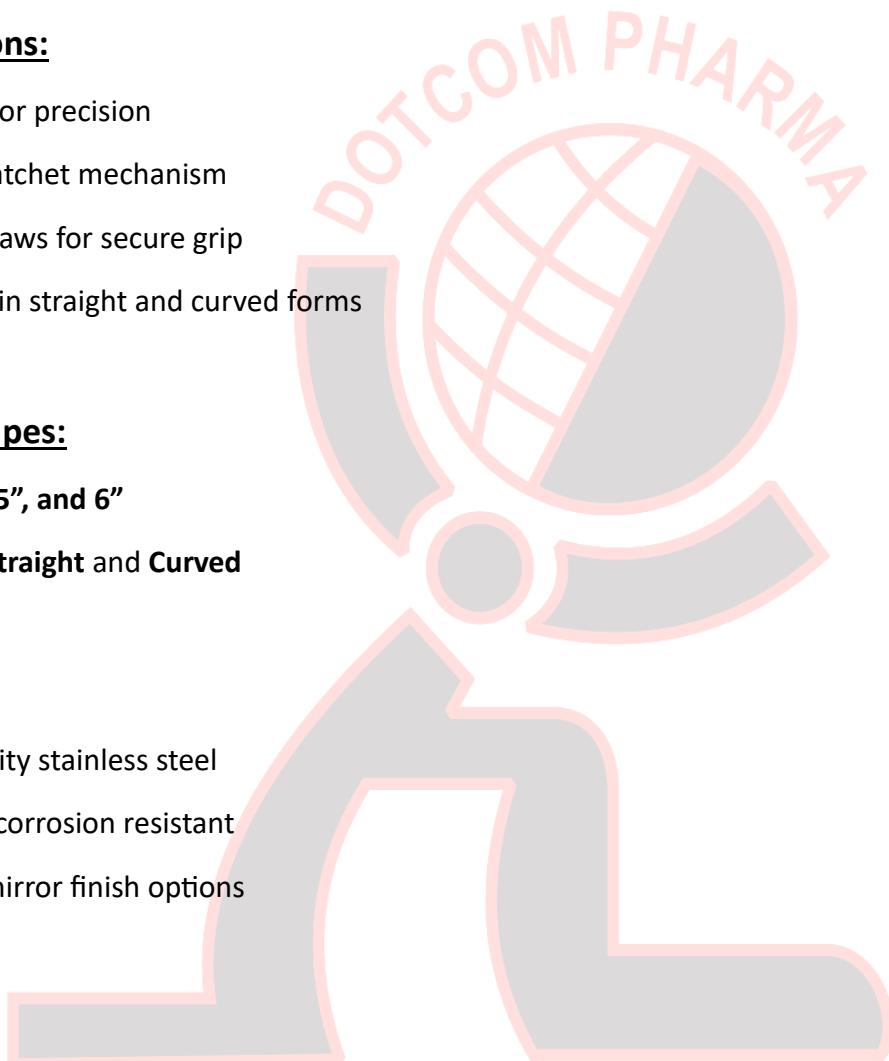 ons:
DOTCOM PHARMA
or precision
atchet mechanism
aws for secure grip
in straight and curved forms
pes:
5”, and 6”
traight and Curved
ity stainless steel
corrosion resistant
mirror finish options